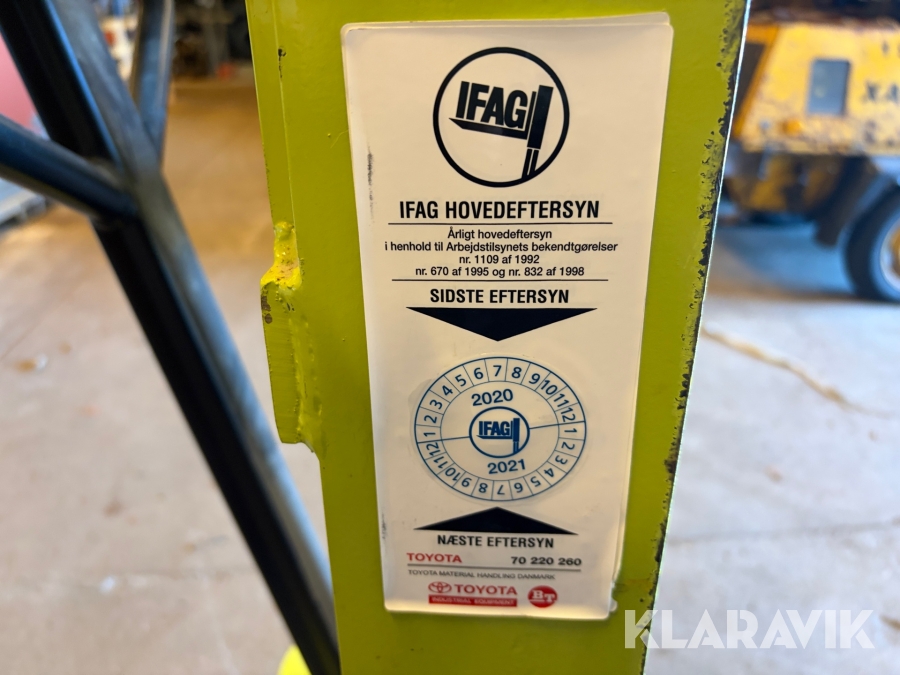 IFAG
IFAG HOVEDEFTERSYN
Årligt hovedeftersyn
i henhold til Arbejdstilsynets bekendtgørelser
nr. 1109 af 1992
nr. 670 af 1995 og nr. 832 af 1998
SIDSTE EFTERSYN
1 2 3 4 5 6 7 8 9 10 11 12
2020
IFAG
2021
1 2 3 4 5 6 7 8 9 10 11 12
NÆSTE EFTERSYN
TOYOTA 70 220 260
TOYOTA MATERIAL HANDLING DANMARK
TOYOTA BT
INDUSTRIAL EQUIPMENT
KLARAVIK